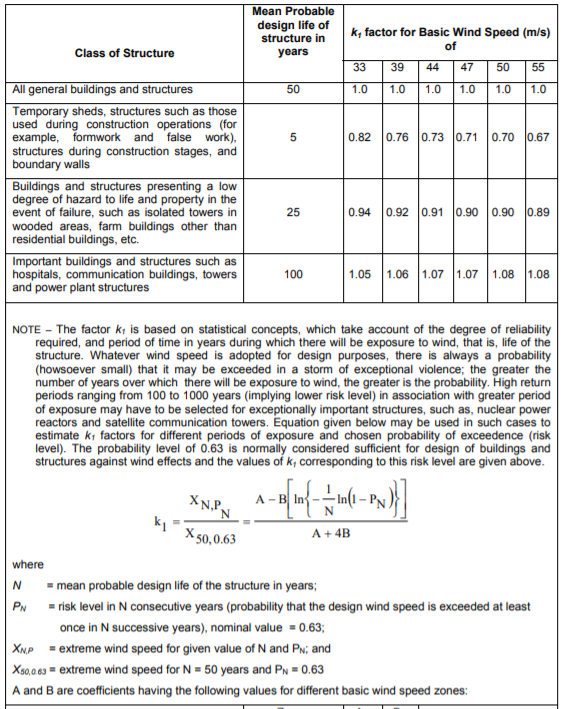 Class of Structure
Mean Probable
design life of
structure in
years
k1 factor for Basic Wind Speed (m/s)
of
33 39 44 47 50 55
All general buildings and structures 50 1.0 1.0 1.0 1.0 1.0 1.0
Temporary sheds, structures such as those
used during construction operations (for
example, formwork and false work),
structures during construction stages, and
boundary walls
5 0.82 0.76 0.73 0.71 0.70 0.67
Buildings and structures presenting a low
degree of hazard to life and property in the
event of failure, such as isolated towers in
wooded areas, farm buildings other than
residential buildings, etc.
25 0.94 0.92 0.91 0.90 0.90 0.89
Important buildings and structures such as
hospitals, communication buildings, towers
and power plant structures
100 1.05 1.06 1.07 1.07 1.08 1.08
NOTE – The factor k1 is based on statistical concepts, which take account of the degree of reliability
required, and period of time in years during which there will be exposure to wind, that is, life of the
structure. Whatever wind speed is adopted for design purposes, there is always a probability
(howsoever small) that it may be exceeded in a storm of exceptional violence; the greater the
number of years over which there will be exposure to wind, the greater is the probability. High return
periods ranging from 100 to 1000 years (implying lower risk level) in association with greater period
of exposure may have to be selected for exceptionally important structures, such as, nuclear power
reactors and satellite communication towers. Equation given below may be used in such cases to
estimate k1 factors for different periods of exposure and chosen probability of exceedence (risk
level). The probability level of 0.63 is normally considered sufficient for design of buildings and
structures against wind effects and the values of k1 corresponding to this risk level are given above.
k1 = X N,PN / X 50,0.63 = A – B[ln{–1/N ln(1 – PN)}] / A + 4B
where
N = mean probable design life of the structure in years;
PN = risk level in N consecutive years (probability that the design wind speed is exceeded at least
once in N successive years), nominal value = 0.63;
XN,P = extreme wind speed for given value of N and PN; and
X50,0.63 = extreme wind speed for N = 50 years and PN = 0.63
A and B are coefficients having the following values for different basic wind speed zones: